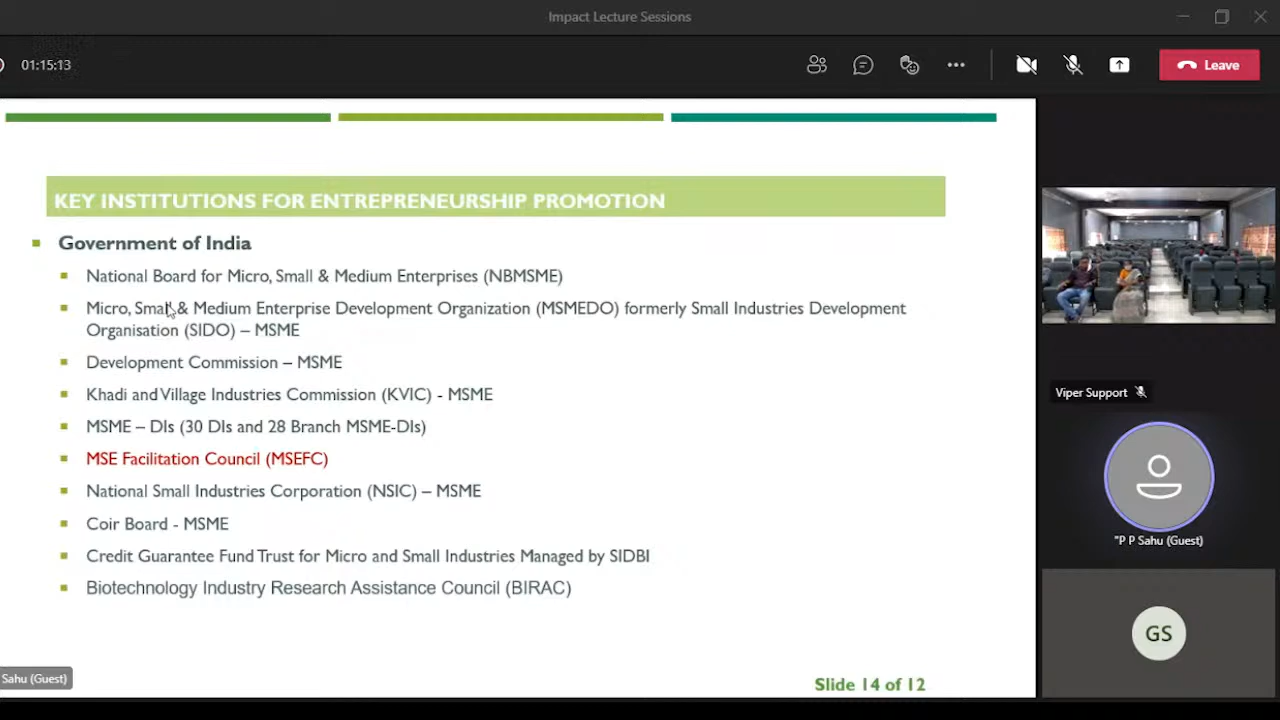 Impact Lecture Sessions
01:15:13
Leave
KEY INSTITUTIONS FOR ENTREPRENEURSHIP PROMOTION
Government of India
National Board for Micro, Small & Medium Enterprises (NBMSME)
Micro, Small & Medium Enterprise Development Organization (MSMEDO) formerly Small Industries Development
Organisation (SIDO) – MSME
Development Commission – MSME
Khadi and Village Industries Commission (KVIC) - MSME
MSME – DIs (30 DIs and 28 Branch MSME-DIs)
MSE Facilitation Council (MSEFC)
National Small Industries Corporation (NSIC) – MSME
Coir Board - MSME
Credit Guarantee Fund Trust for Micro and Small Industries Managed by SIDBI
Biotechnology Industry Research Assistance Council (BIRAC)
Slide 14 of 12
Sahu (Guest)
Viper Support
"P P Sahu (Guest)
GS